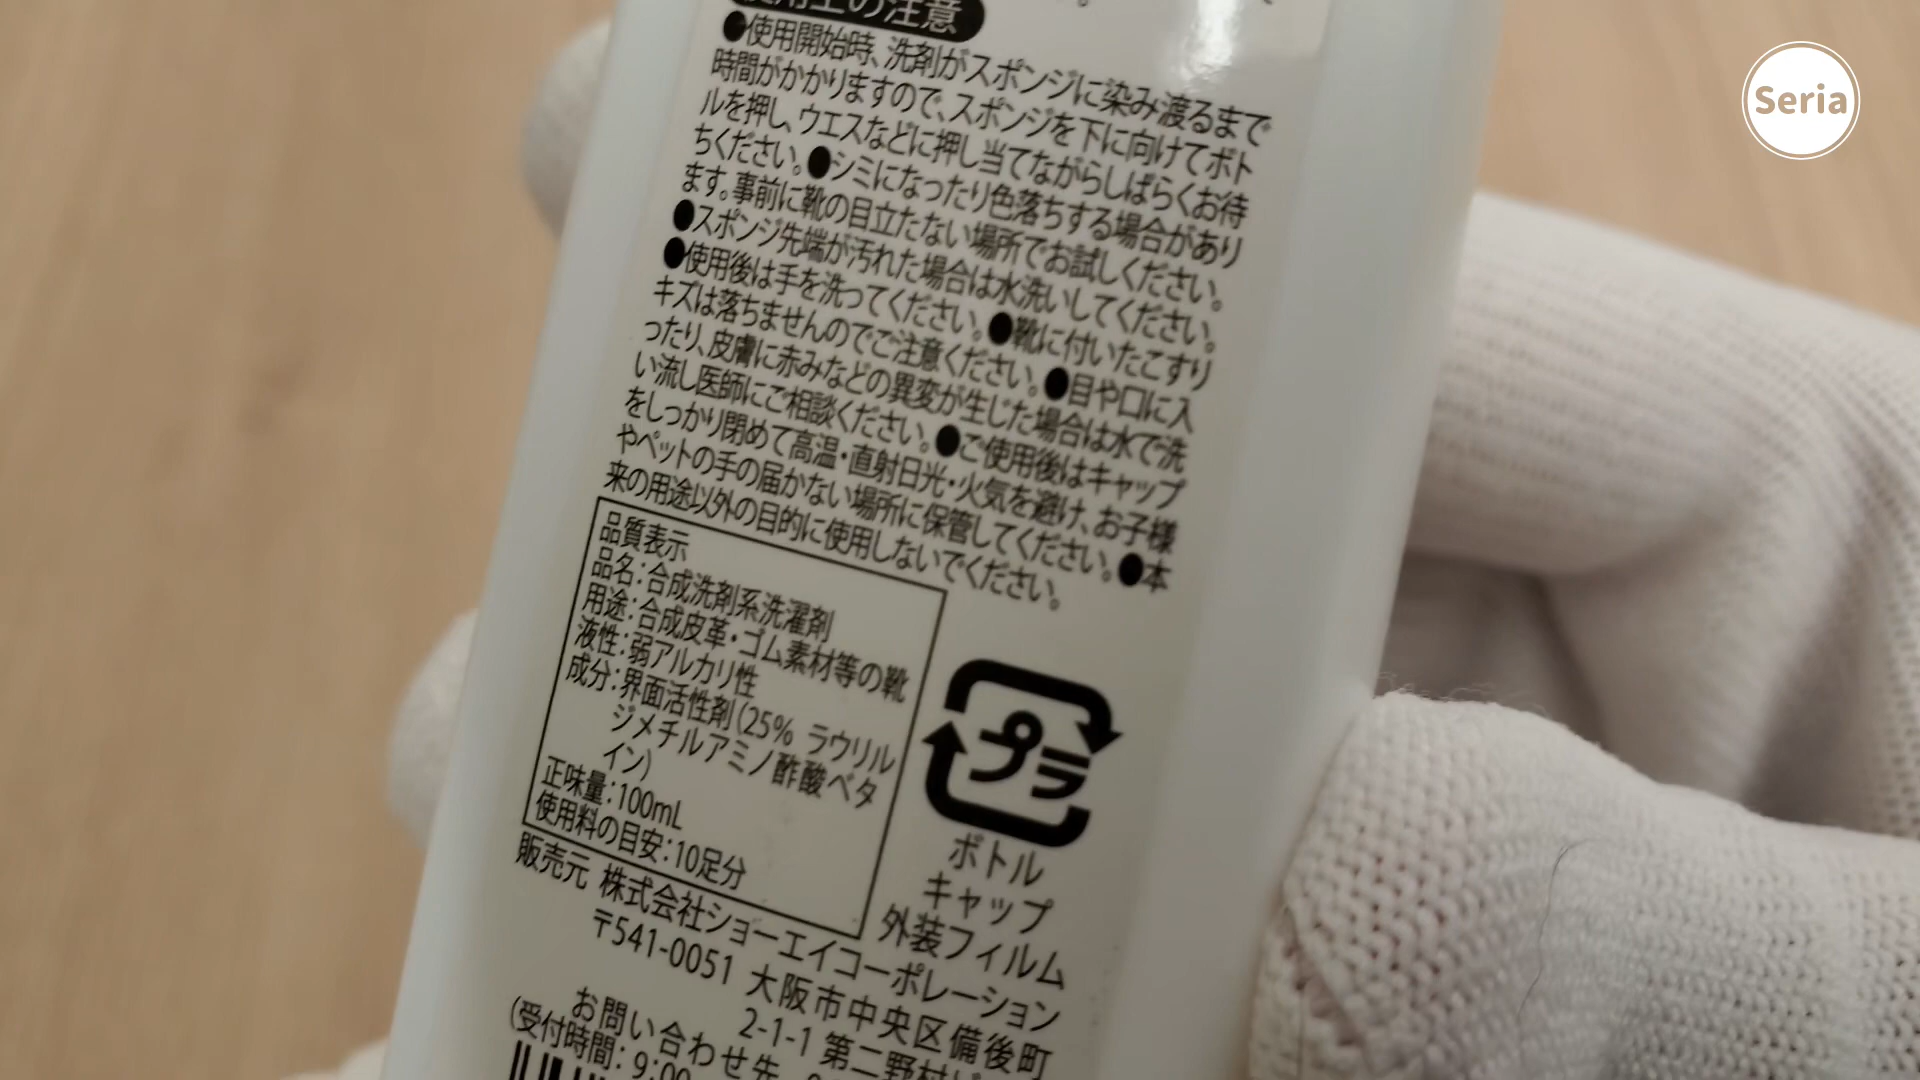 Seria
使用上の注意
●使用開始時、洗剤がスポンジに染み渡るまで
時間がかかりますので、スポンジを下に向けてボト
ルを押し、ウエスなどに押し当てながらしばらくお待
ちください。●シミになったり色落ちする場合があり
ます。事前に靴の目立たない場所でお試しください。
●スポンジ先端が汚れた場合は水洗いしてください。
●使用後は手を洗ってください。●靴に付いたこすり
キズは落ちませんのでご注意ください。●目や口に入
ったり、皮膚に赤みなどの異変が生じた場合は水で洗
い流し医師にご相談ください。●ご使用後はキャップ
をしっかり閉めて高温・直射日光・火気を避け、お子様
やペットの手の届かない場所に保管してください。●本
来の用途以外の目的に使用しないでください。
品質表示
品名：合成洗剤系洗濯剤
用途：合成皮革・ゴム素材等の靴
液性：弱アルカリ性
成分：界面活性剤（25% ラウリル
ジメチルアミノ酢酸ベタ
イン）
正味量：100mL
使用料の目安：10足分
プラ
ボトル
キャップ
外装フィルム
販売元 株式会社ショーエイコーポレーション
〒541-0051 大阪市中央区備後町
2-1-1 第二野村ビ
お問い合わせ先
（受付時間：9:00